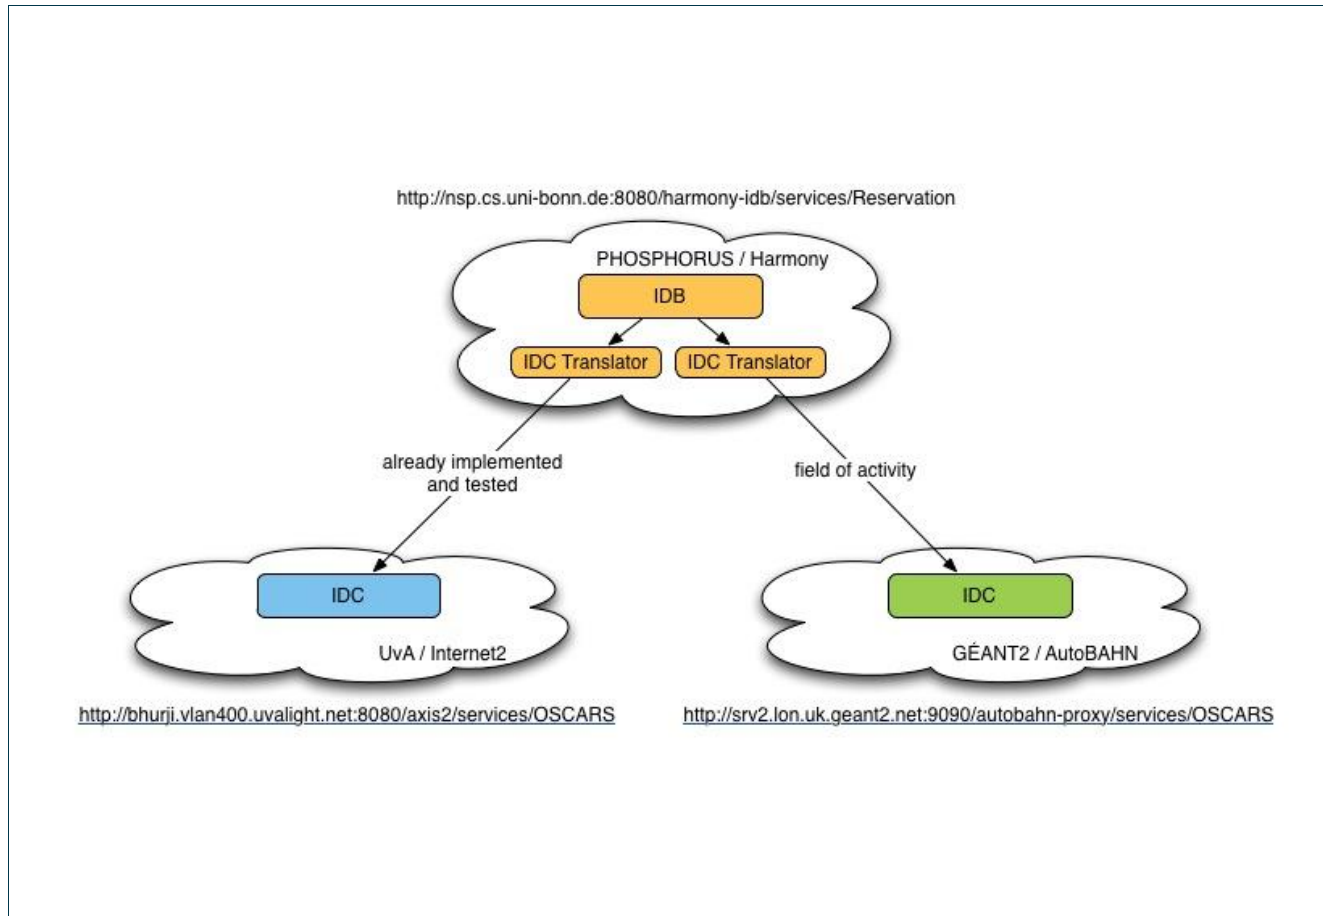 http://nsp.cs.uni-bonn.de:8080/harmony-idb/services/Reservation
PHOSPHORUS / Harmony
IDB
IDC Translator
IDC Translator
already implemented
and tested
field of activity
IDC
IDC
UvA / Internet2
GÉANT2 / AutoBAHN
http://bhurji.vlan400.uvalight.net:8080/axis2/services/OSCARS
http://srv2.lon.uk.geant2.net:9090/autobahn-proxy/services/OSCARS